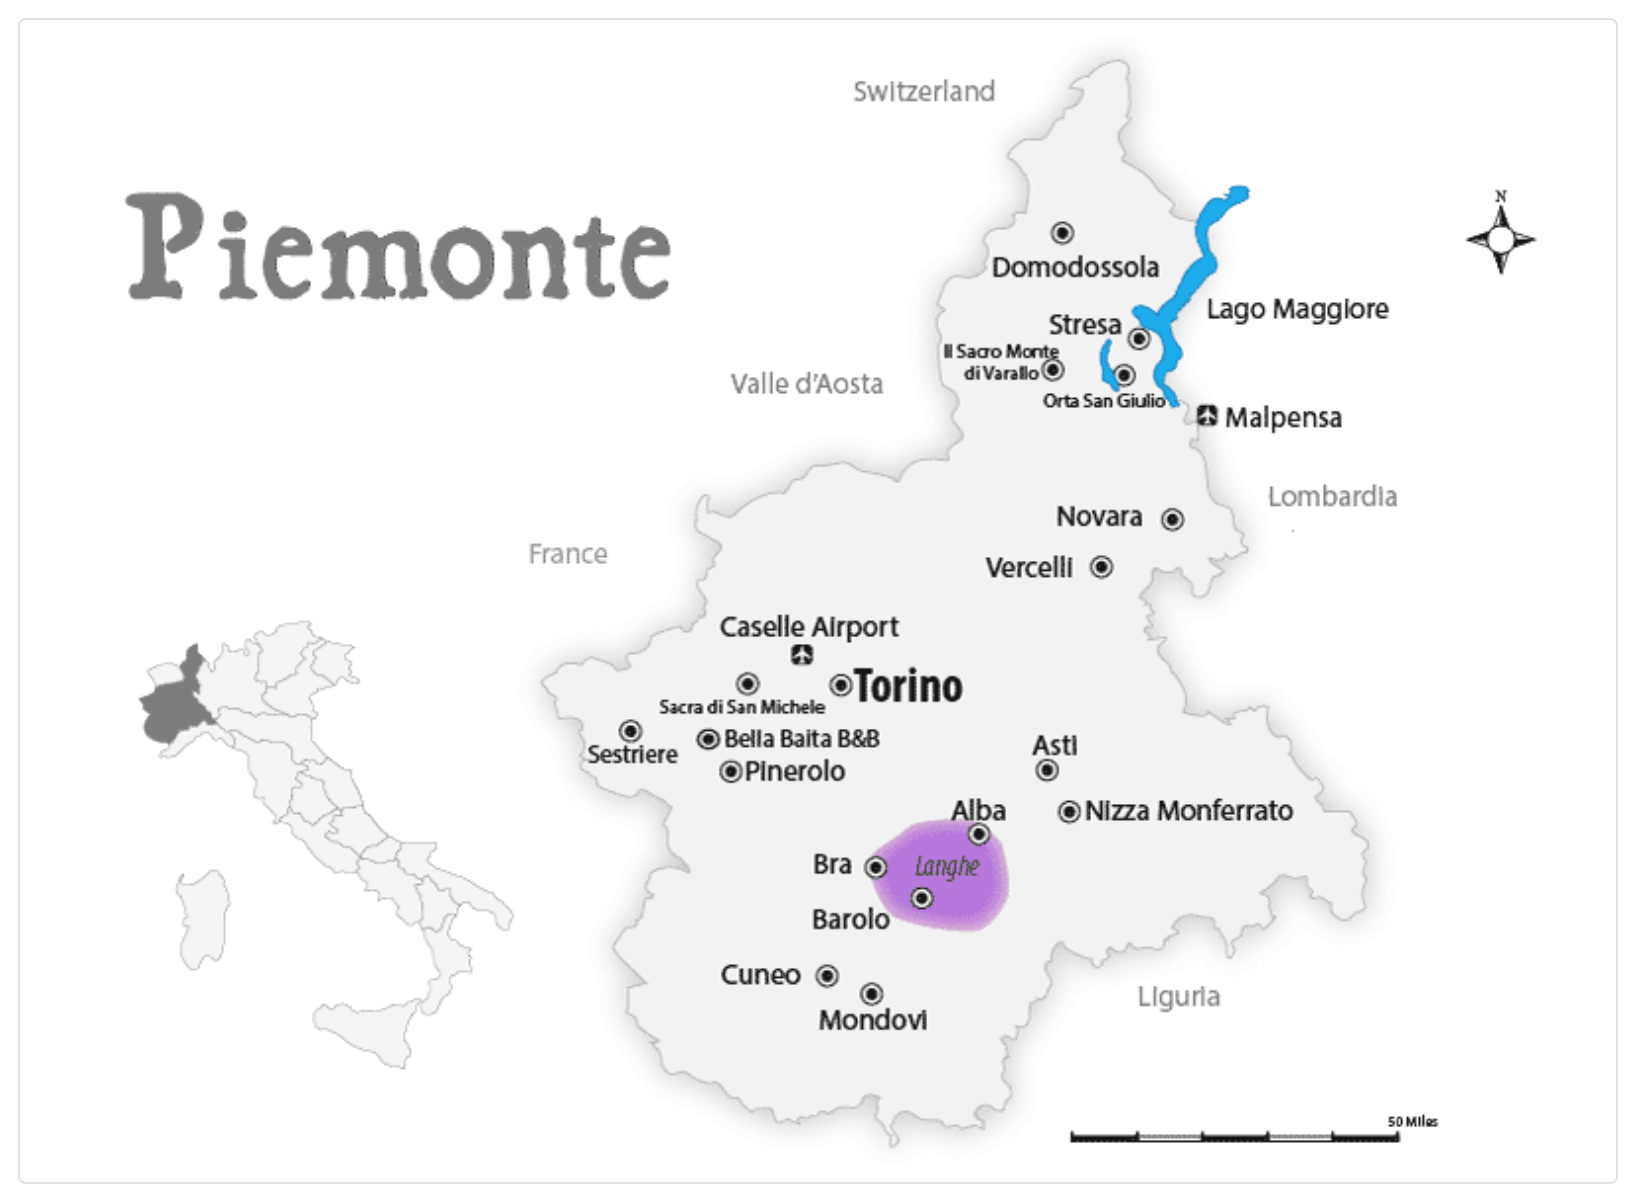 Switzerland
Piemonte
N
Domodossola
Lago Maggiore
Stresa
Il Sacro Monte
di Varallo
Orta San Giulio
Valle d'Aosta
Malpensa
Lombardia
Novara
France
Vercelli
Caselle Airport
Torino
Sacra di San Michele
Sestriere
Bella Baita B&B
Pinerolo
Asti
Alba
Nizza Monferrato
Bra
Langhe
Barolo
Cuneo
Mondovi
Liguria
50 Miles